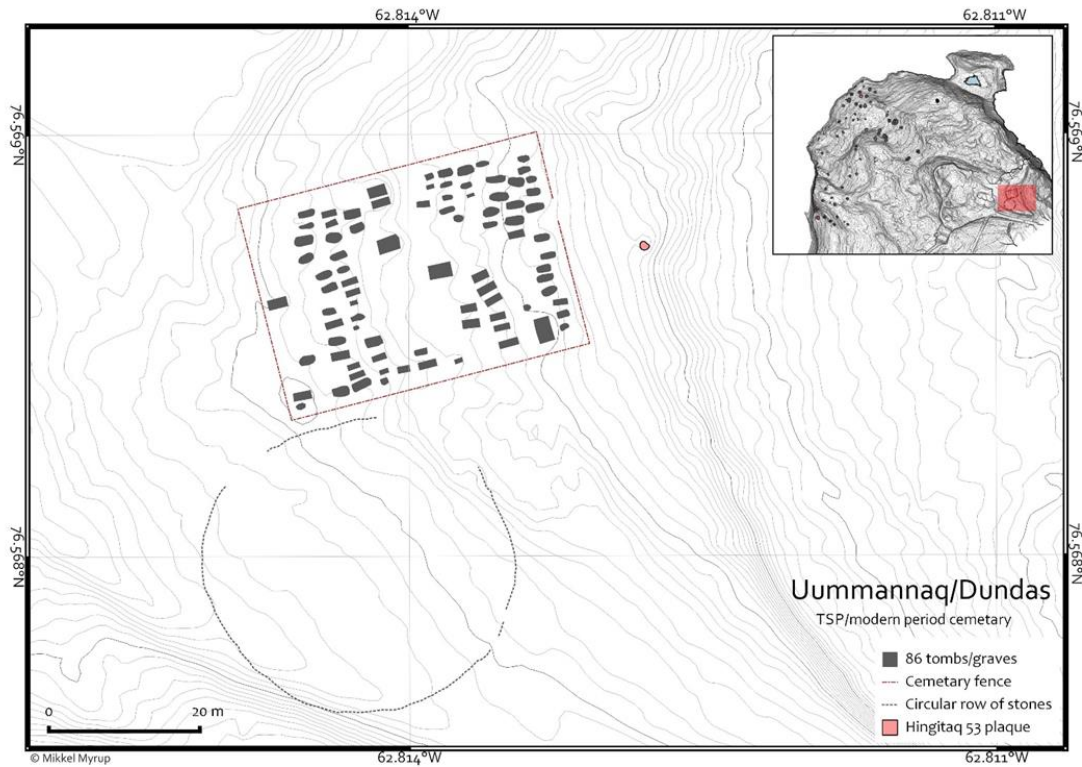 62.814°W
62.811°W
76.569°N
76.569°N
76.568°N
76.568°N
Uummannaq/Dundas
TSP/modern period cemetary
86 tombs/graves
Cemetary fence
Circular row of stones
Hingitaq 53 plaque
0 20 m
© Mikkel Myrup
62.814°W
62.811°W